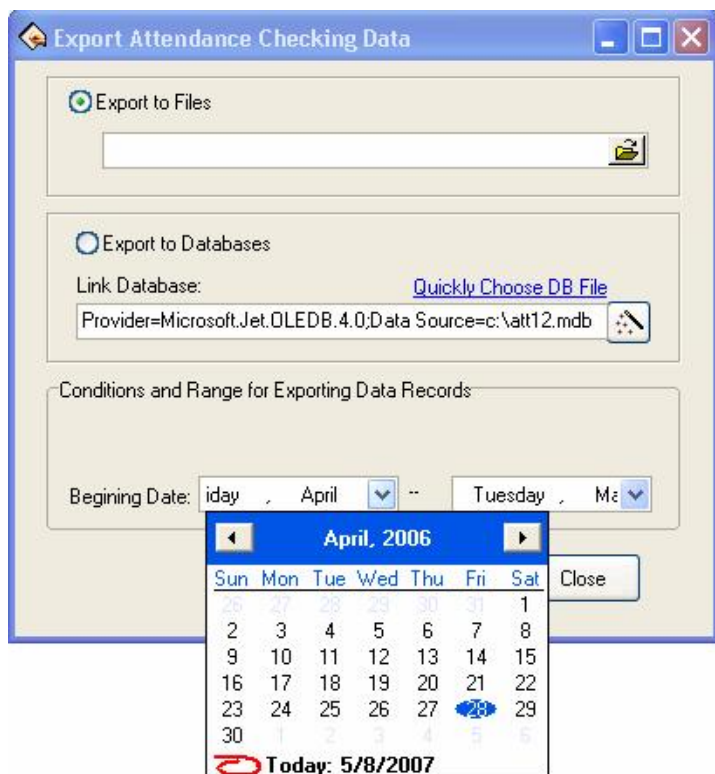 Export Attendance Checking Data
Export to Files
Export to Databases
Link Database: Quickly Choose DB File
Provider=Microsoft.Jet.OLEDB.4.0;Data Source=c:\att12.mdb
Conditions and Range for Exporting Data Records
Begining Date: iday , April -- Tuesday , Ma
April, 2006
Sun Mon Tue Wed Thu Fri Sat
26 27 28 29 30 31 1
2 3 4 5 6 7 8
9 10 11 12 13 14 15
16 17 18 19 20 21 22
23 24 25 26 27 28 29
30 1 2 3 4 5 6
Today: 5/8/2007
Close